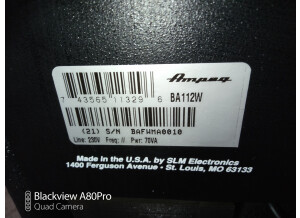 Ampeg
7 43565 11329 6 BA112W
(21) S/N BAFWMA0010
Line: 230V Freq: // Pwr: 70VA
Made in the U.S.A. by SLM Electronics
1400 Ferguson Avenue • St. Louis, MO 63133
Blackview A80Pro
Quad Camera